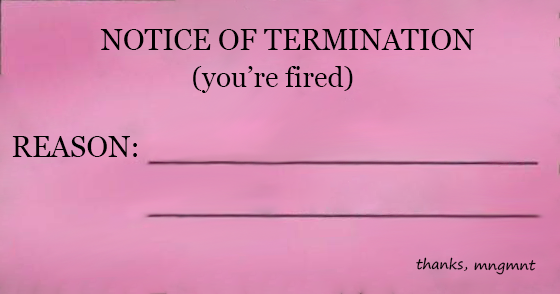 NOTICE OF TERMINATION
(you’re fired)
REASON:
thanks, mngmnt